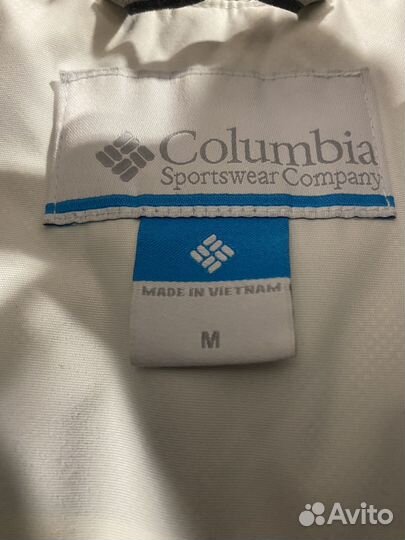 Columbia
Sportswear Company
MADE IN VIETNAM
M
Avito